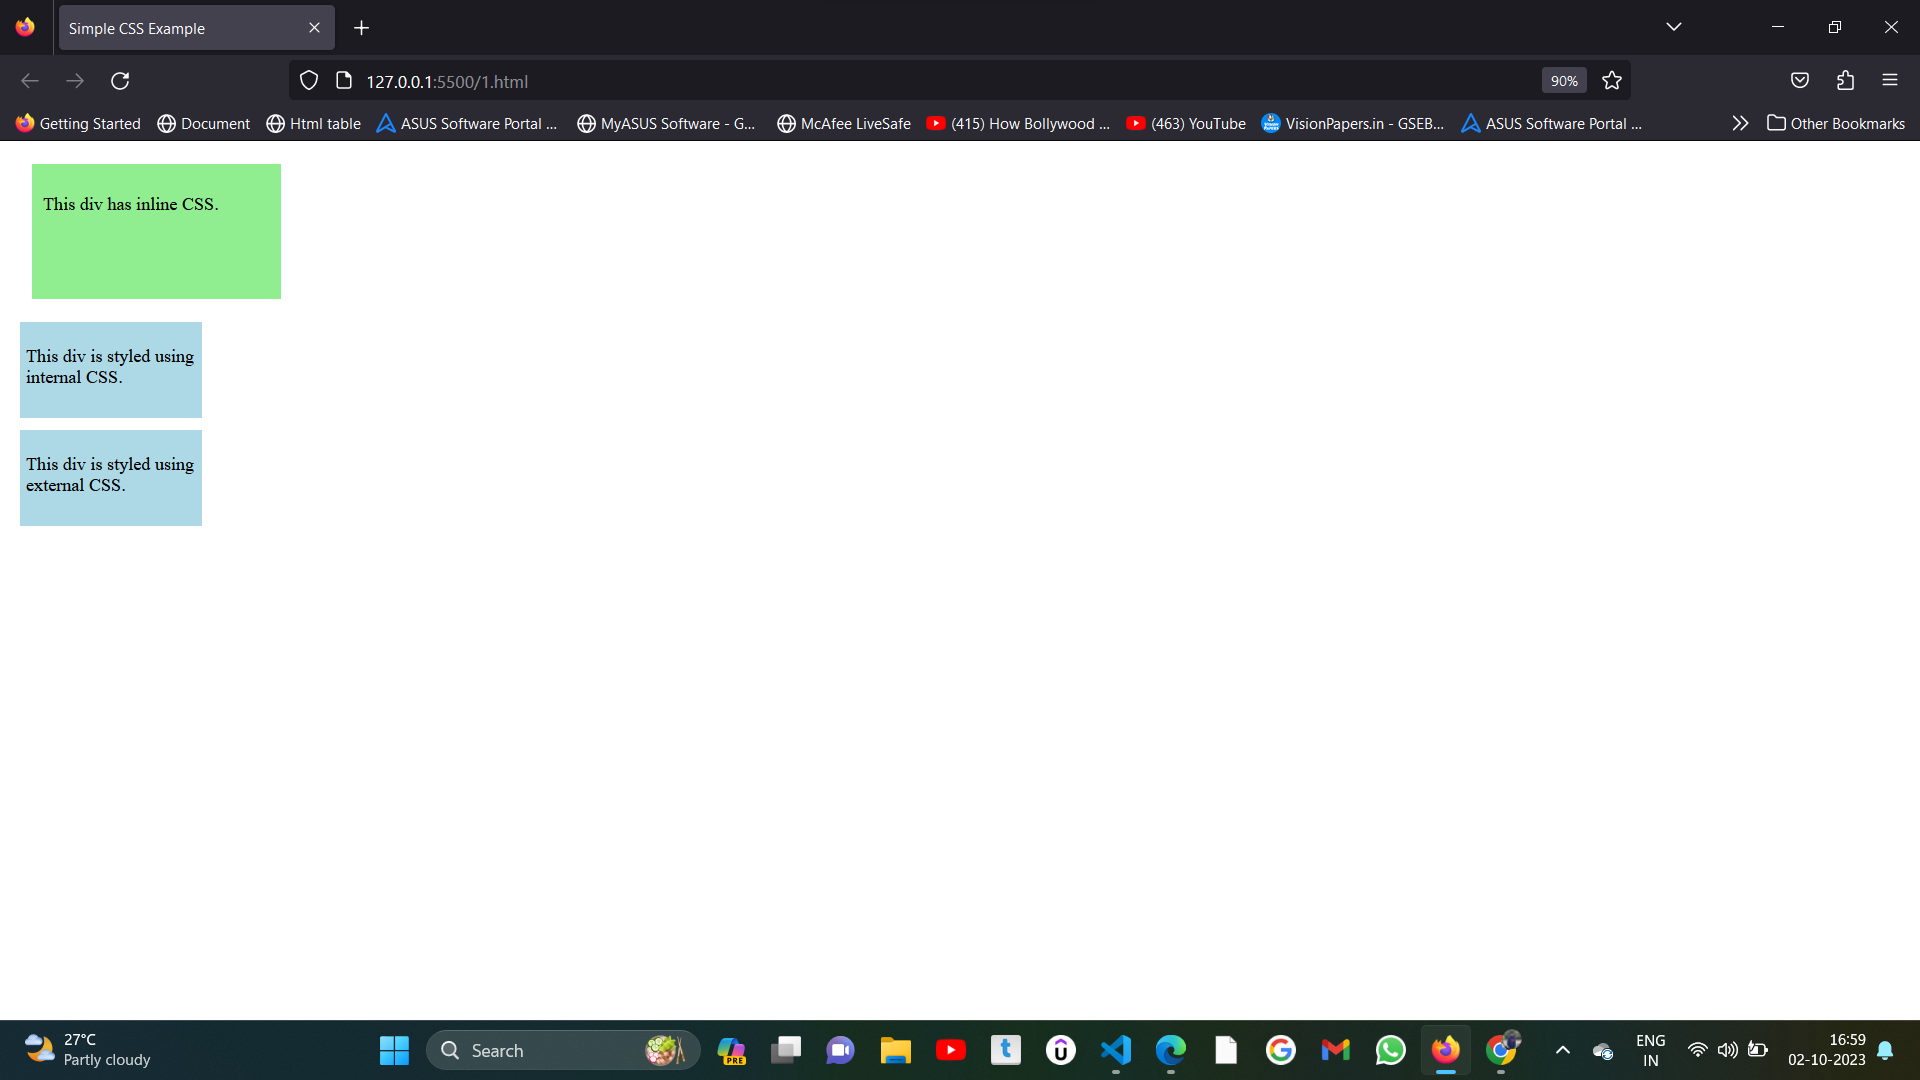 Simple CSS Example
127.0.0.1:5500/1.html
90%
Getting Started Document Html table ASUS Software Portal ... MyASUS Software - G... McAfee LiveSafe (415) How Bollywood ... (463) YouTube VisionPapers.in - GSEB... ASUS Software Portal ... Other Bookmarks
This div has inline CSS.
This div is styled using
internal CSS.
This div is styled using
external CSS.
27°C
Partly cloudy
Search
PRE
ENG
IN
16:59
02-10-2023